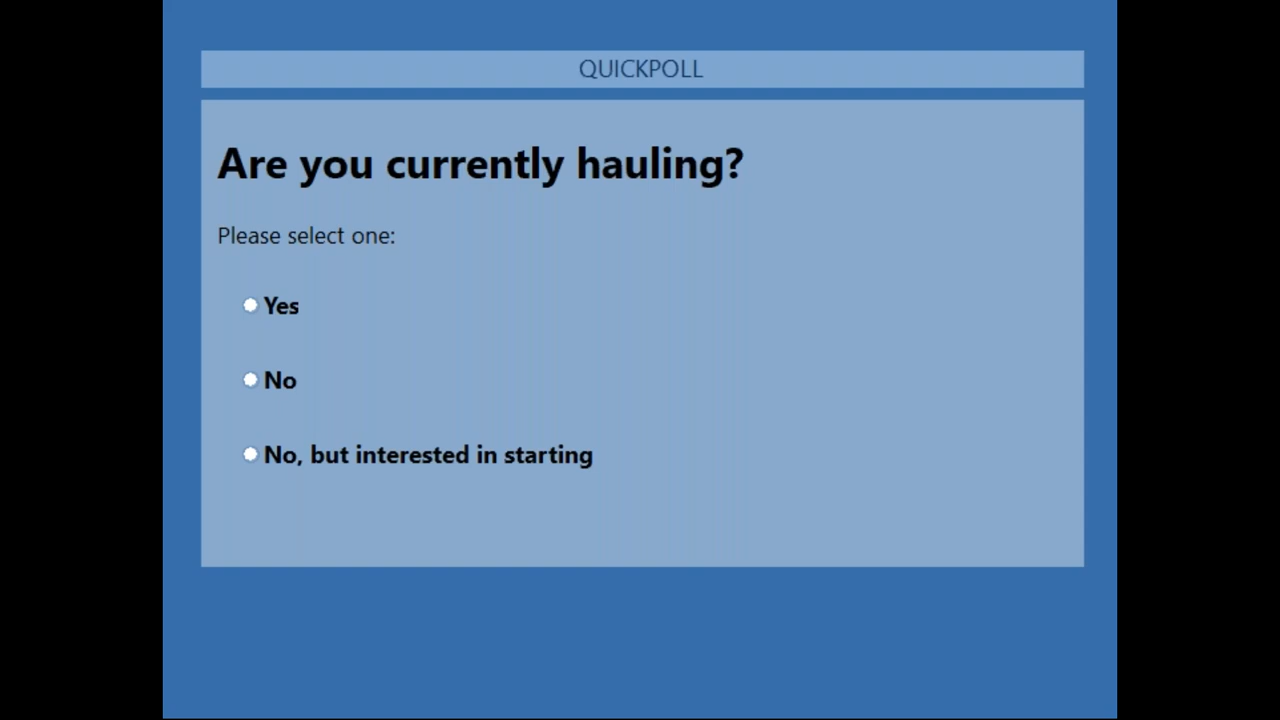 QUICKPOLL
Are you currently hauling?
Please select one:
Yes
No
No, but interested in starting